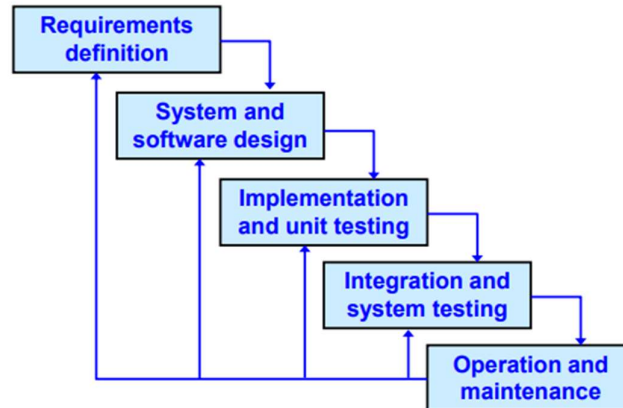 Requirements
definition
System and
software design
Implementation
and unit testing
Integration and
system testing
Operation and
maintenance